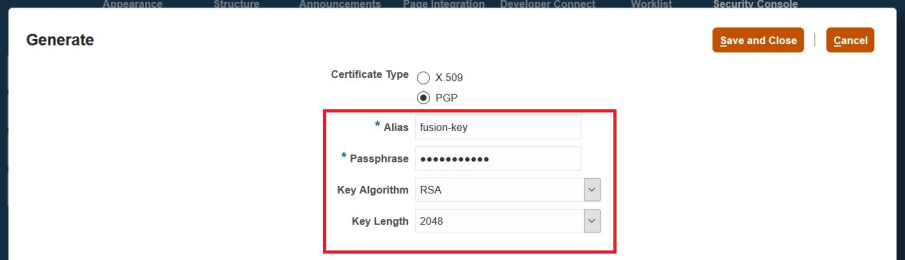 Appearance Structure Announcements Page Integration Developer Connect Worklist Security Console
Generate Save and Close Cancel
Certificate Type X.509
PGP
* Alias fusion-key
* Passphrase •••••••••••
Key Algorithm RSA
Key Length 2048